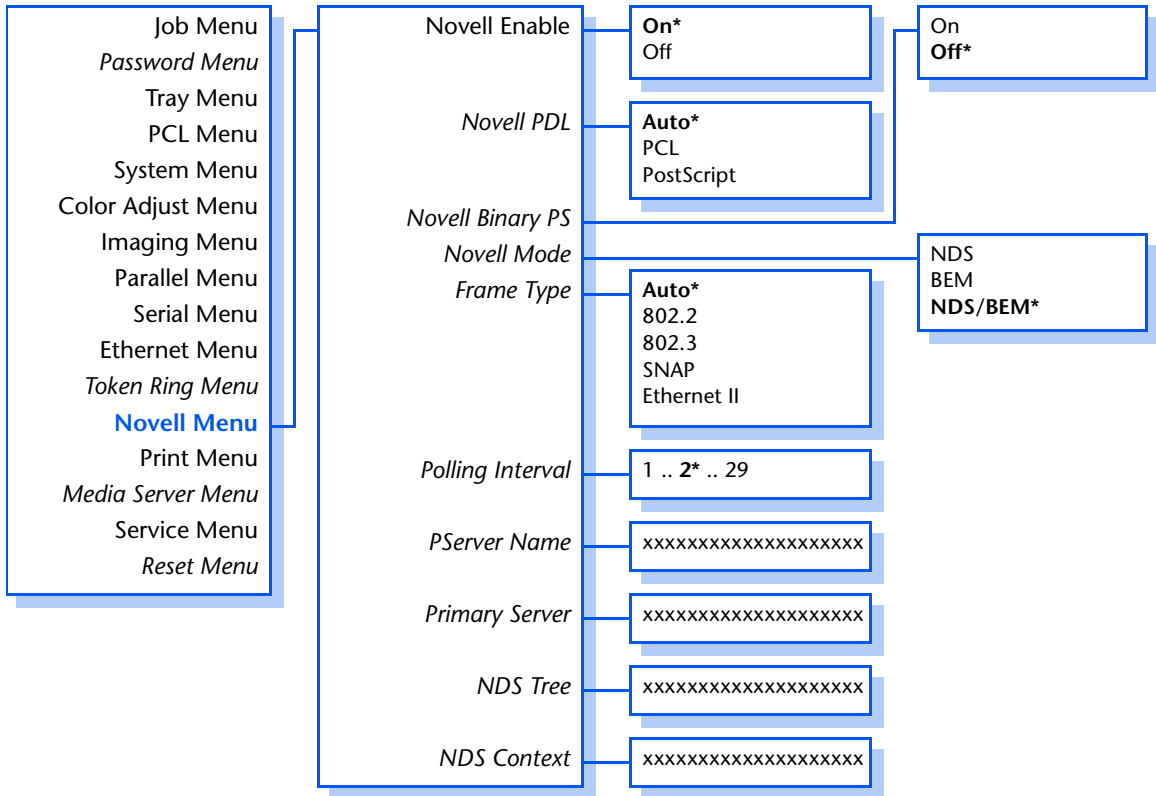 Job Menu
Password Menu
Tray Menu
PCL Menu
System Menu
Color Adjust Menu
Imaging Menu
Parallel Menu
Serial Menu
Ethernet Menu
Token Ring Menu
Novell Menu
Print Menu
Media Server Menu
Service Menu
Reset Menu
Novell Enable
On*
Off
Novell PDL
Auto*
PCL
PostScript
Novell Binary PS
On
Off*
Novell Mode
NDS
BEM
NDS/BEM*
Frame Type
Auto*
802.2
802.3
SNAP
Ethernet II
Polling Interval
1 .. 2* .. 29
PServer Name
xxxxxxxxxxxxxxxxxxxx
Primary Server
xxxxxxxxxxxxxxxxxxxx
NDS Tree
xxxxxxxxxxxxxxxxxxxx
NDS Context
xxxxxxxxxxxxxxxxxxxx